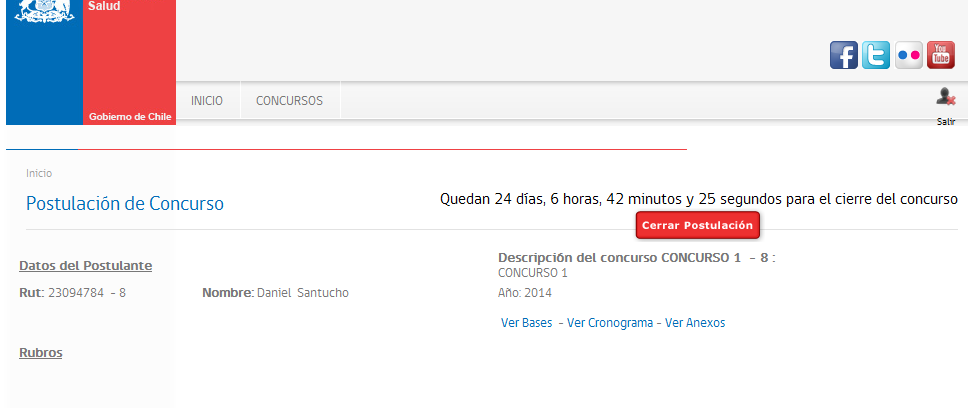 Salud
Gobierno de Chile
You Tube
INICIO CONCURSOS
Salir
Inicio
Postulación de Concurso
Quedan 24 días, 6 horas, 42 minutos y 25 segundos para el cierre del concurso
Cerrar Postulación
Datos del Postulante
Descripción del concurso CONCURSO 1 - 8 :
CONCURSO 1
Rut: 23094784 - 8 Nombre: Daniel Santucho
Año: 2014
Ver Bases - Ver Cronograma - Ver Anexos
Rubros